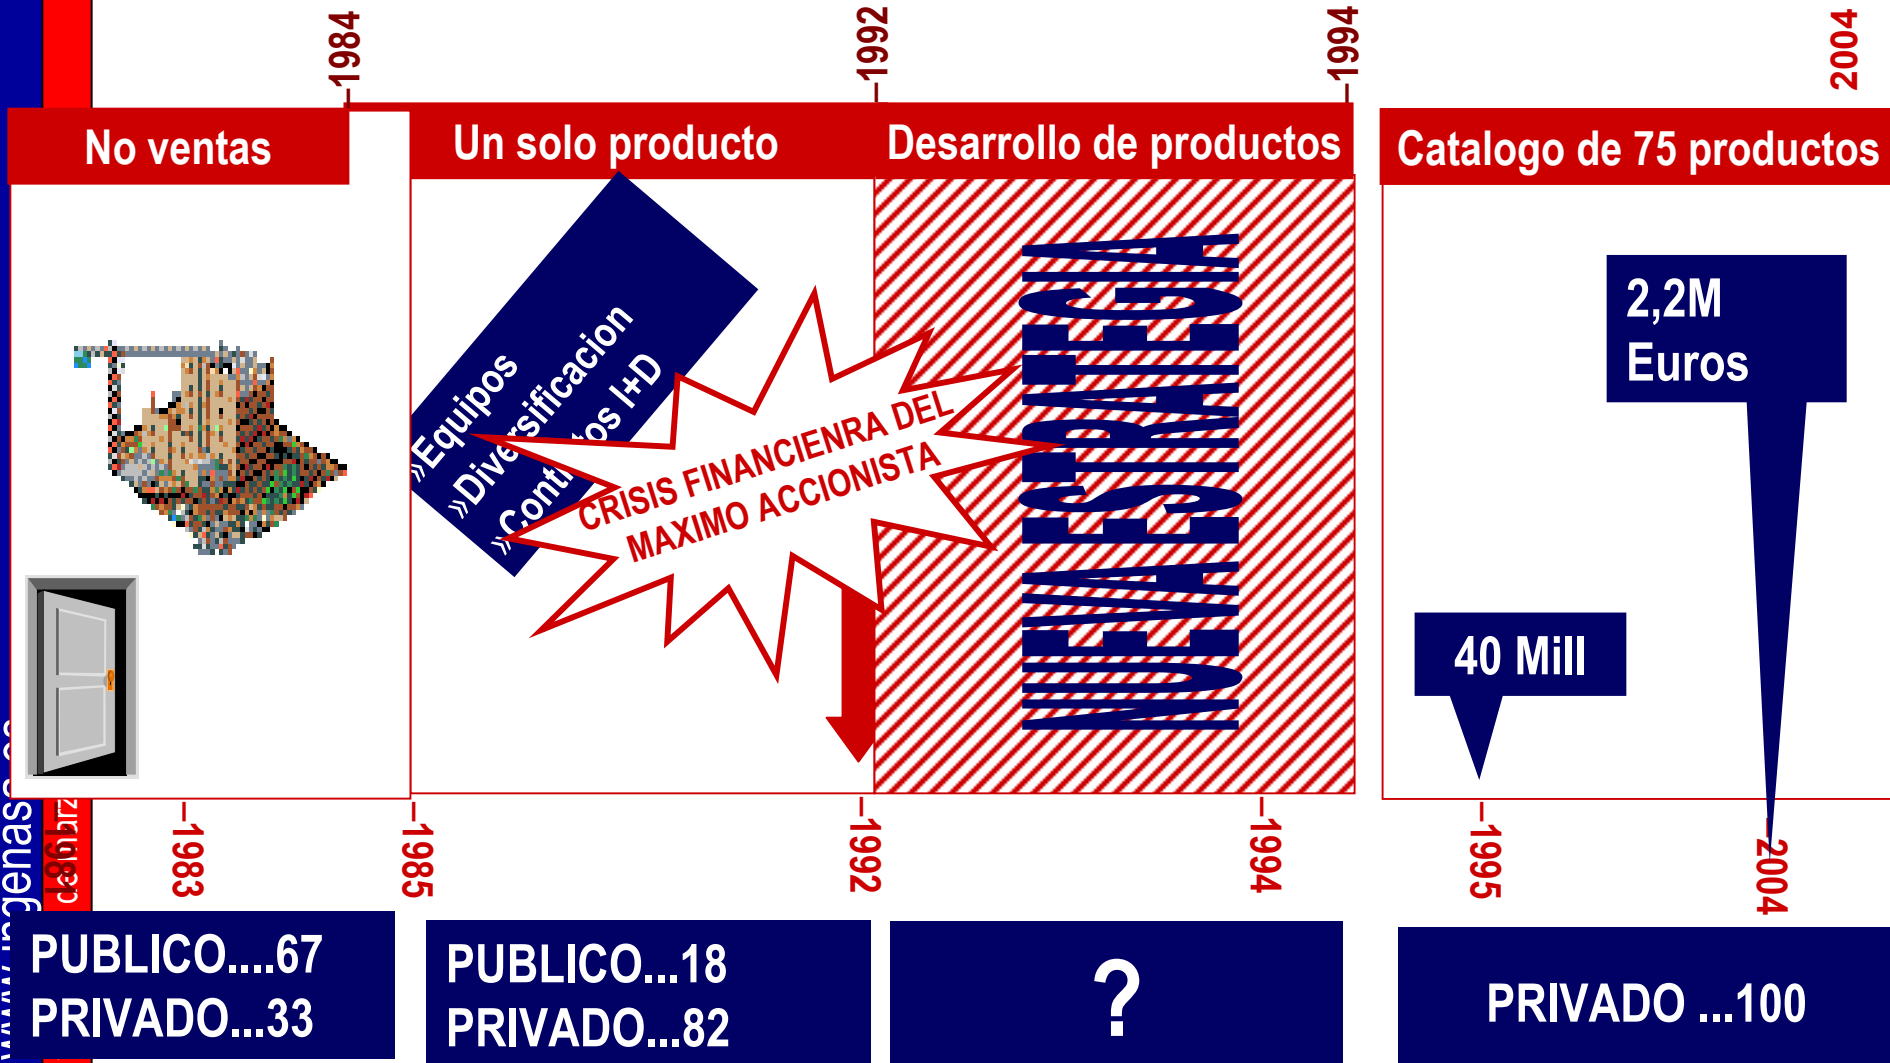 1984
1992
1994
2004
No ventas
Un solo producto
Desarrollo de productos
Catalogo de 75 productos
»Equipos
»Diversificacion
I+D
CRISIS FINANCIENRA DEL
MAXIMO ACCIONISTA
NUEVA ESTRATEGIA
2,2M
Euros
40 Mill
1981
1983
1985
1992
1994
1995
2004
PUBLICO....67
PRIVADO...33
PUBLICO...18
PRIVADO...82
?
PRIVADO ...100